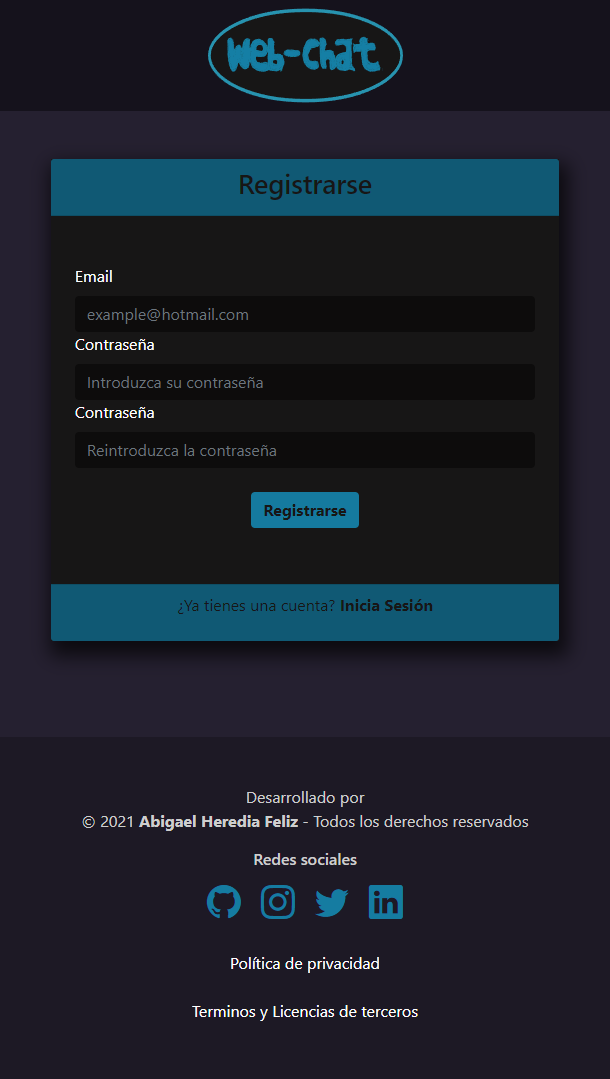 Web-Chat
Registrarse
Email
example@hotmail.com
Contraseña
Introduzca su contraseña
Contraseña
Reintroduzca la contraseña
Registrarse
¿Ya tienes una cuenta? Inicia Sesión
Desarrollado por
© 2021 Abigael Heredia Feliz - Todos los derechos reservados
Redes sociales
in
Política de privacidad
Terminos y Licencias de terceros